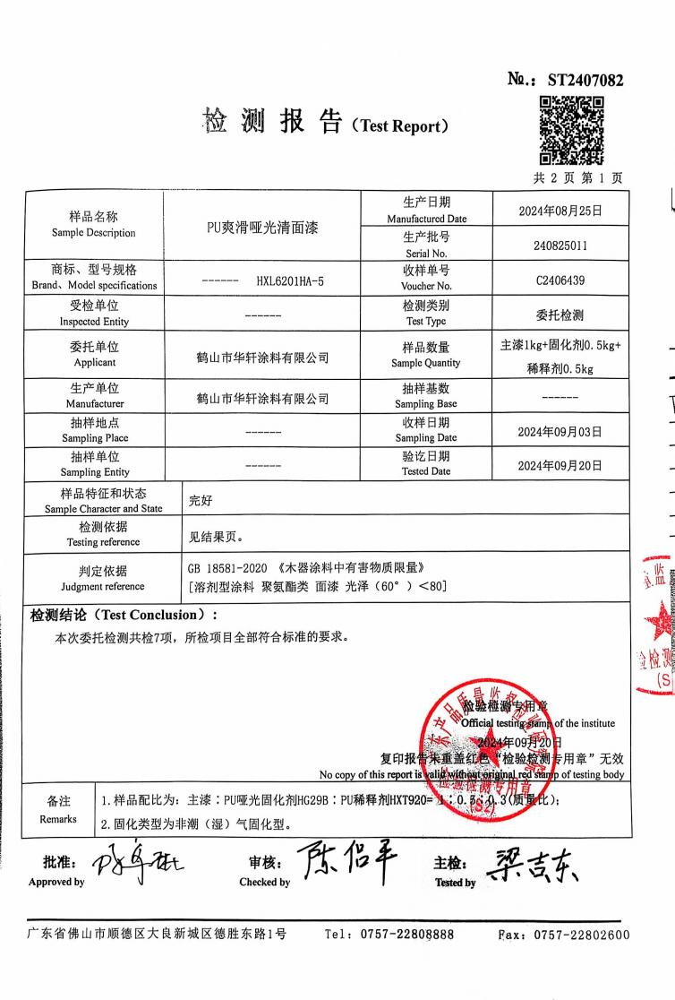 №.: ST2407082
检测报告(Test Report)
共 2 页 第 1 页
样品名称
Sample Description
PU爽滑哑光清面漆
生产日期
Manufactured Date
2024年08月25日
生产批号
Serial No.
240825011
商标、型号规格
Brand、Model specifications
------ HXL6201HA-5
收样单号
Voucher No.
C2406439
受检单位
Inspected Entity
------
检测类别
Test Type
委托检测
委托单位
Applicant
鹤山市华轩涂料有限公司
样品数量
Sample Quantity
主漆1kg+固化剂0.5kg+
稀释剂0.5kg
生产单位
Manufacturer
鹤山市华轩涂料有限公司
抽样基数
Sampling Base
------
抽样地点
Sampling Place
------
收样日期
Sampling Date
2024年09月03日
抽样单位
Sampling Entity
------
验讫日期
Tested Date
2024年09月20日
样品特征和状态
Sample Character and State
完好
检测依据
Testing reference
见结果页。
判定依据
Judgment reference
GB 18581-2020 《木器涂料中有害物质限量》
[溶剂型涂料 聚氨酯类 面漆 光泽(60°)<80]
检测结论(Test Conclusion):
本次委托检测共检7项，所检项目全部符合标准的要求。
检验检测专用章
Official testing stamp of the institute
2024年09月20日
复印报告未重盖红色“检验检测专用章”无效
No copy of this report is valid without original red stamp of testing body
检验检测专用章
(S2)
监
检测
(S
备注
Remarks
1.样品配比为：主漆：PU哑光固化剂HG29B：PU稀释剂HXT920=1:0.5:0.3(质量比);
2.固化类型为非潮（湿）气固化型。
批准:
Approved by
审核:
Checked by
陈侣平
主检:
Tested by
梁吉东
广东省佛山市顺德区大良新城区德胜东路1号 Tel: 0757-22808888 Fax: 0757-22802600